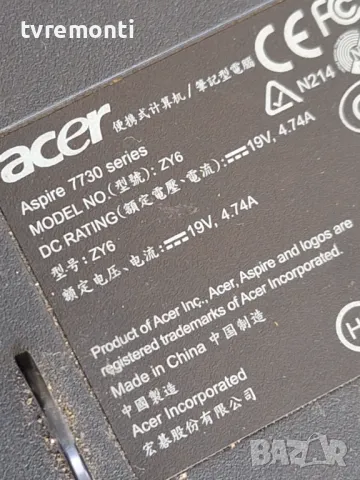 tvremonti
acer 便携式计算机/筆記型電腦
CE FC
N214
Aspire 7730 series
MODEL NO.(型號): ZY6
DC RATING(額定電壓、電流): 19V, 4.74A
型号: ZY6
额定电压、电流: 19V, 4.74A
Product of Acer Inc., Acer, Aspire and logos are
registered trademarks of Acer Incorporated.
Made in China 中国制造
中國製造
Acer Incorporated
宏碁股份有限公司
BAZAR